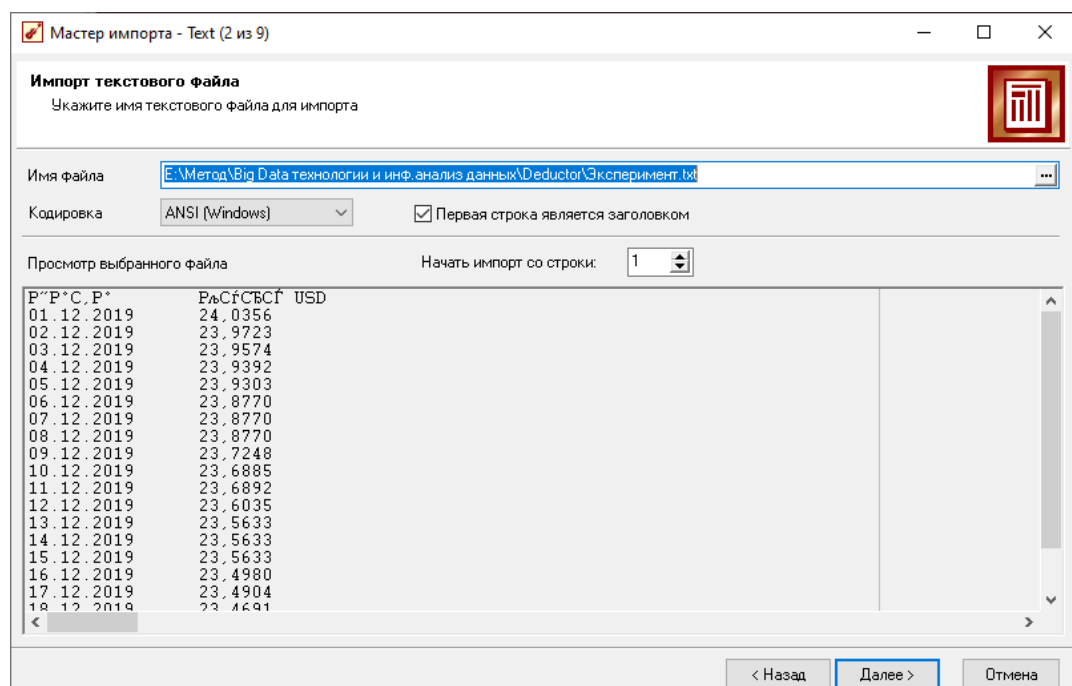 Мастер импорта - Text (2 из 9)
Импорт текстового файла
Укажите имя текстового файла для импорта
Имя файла E:\Метод\Big Data технологии и инф.анализ данных\Deductor\Эксперимент.txt ...
Кодировка ANSI (Windows) Первая строка является заголовком
Просмотр выбранного файла Начать импорт со строки: 1
Р”Р°С‚Р° РљСѓСЂСЃ USD
01.12.2019 24,0356
02.12.2019 23,9723
03.12.2019 23,9574
04.12.2019 23,9392
05.12.2019 23,9303
06.12.2019 23,8770
07.12.2019 23,8770
08.12.2019 23,8770
09.12.2019 23,7248
10.12.2019 23,6885
11.12.2019 23,6892
12.12.2019 23,6035
13.12.2019 23,5633
14.12.2019 23,5633
15.12.2019 23,5633
16.12.2019 23,4980
17.12.2019 23,4904
18.12.2019 23,4691
< Назад Далее > Отмена